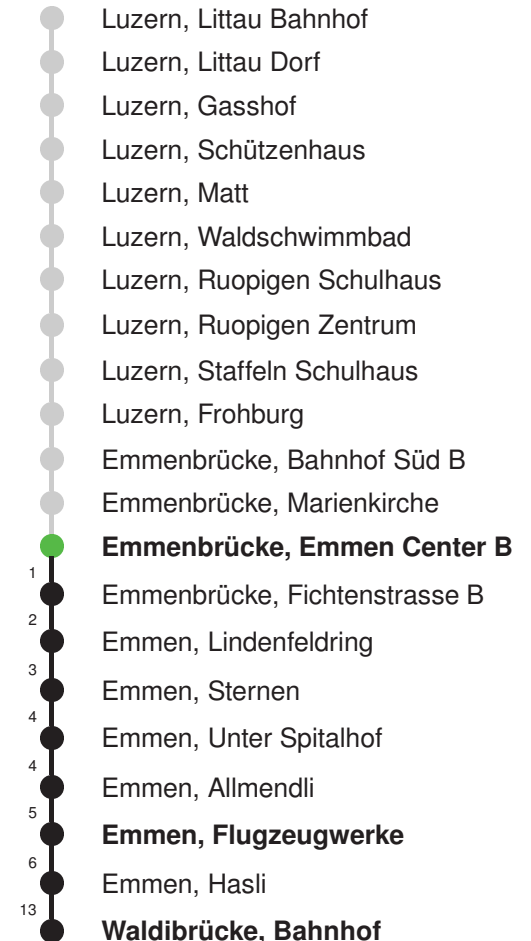 Luzern, Littau Bahnhof
Luzern, Littau Dorf
Luzern, Gasshof
Luzern, Schützenhaus
Luzern, Matt
Luzern, Waldschwimmbad
Luzern, Ruopigen Schulhaus
Luzern, Ruopigen Zentrum
Luzern, Staffeln Schulhaus
Luzern, Frohburg
Emmenbrücke, Bahnhof Süd B
Emmenbrücke, Marienkirche
Emmenbrücke, Emmen Center B
1 Emmenbrücke, Fichtenstrasse B
2 Emmen, Lindenfeldring
3 Emmen, Sternen
4 Emmen, Unter Spitalhof
4 Emmen, Allmendli
5 Emmen, Flugzeugwerke
6 Emmen, Hasli
13 Waldibrücke, Bahnhof